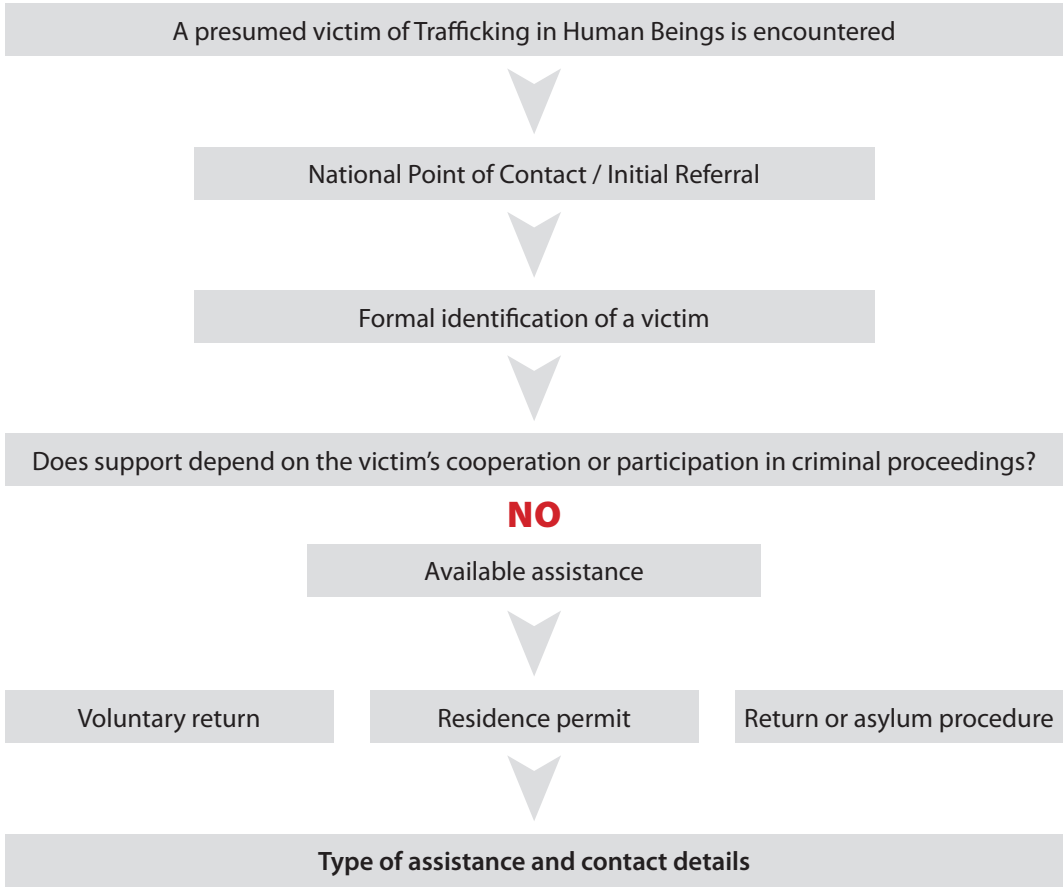 A presumed victim of Trafficking in Human Beings is encountered
National Point of Contact / Initial Referral
Formal identification of a victim
Does support depend on the victim's cooperation or participation in criminal proceedings?
NO
Available assistance
Voluntary return
Residence permit
Return or asylum procedure
Type of assistance and contact details